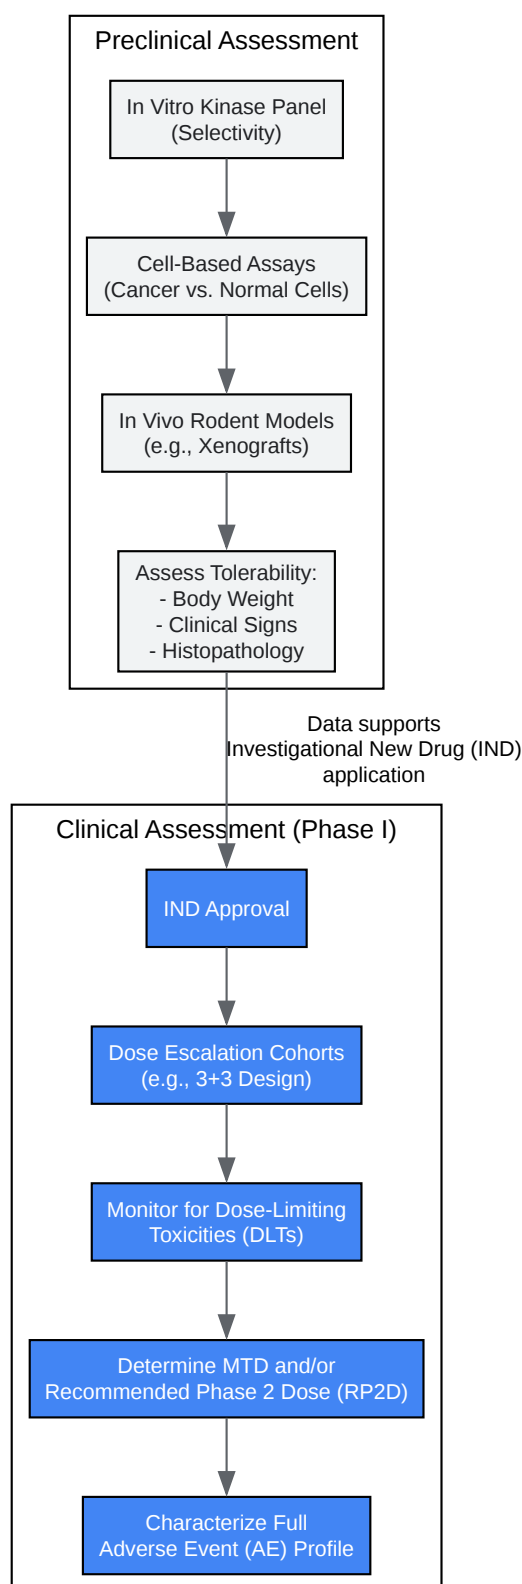 Preclinical Assessment
In Vitro Kinase Panel
(Selectivity)
Cell-Based Assays
(Cancer vs. Normal Cells)
In Vivo Rodent Models
(e.g., Xenografts)
Assess Tolerability:
- Body Weight
- Clinical Signs
- Histopathology
Data supports
Investigational New Drug (IND)
application
Clinical Assessment (Phase I)
IND Approval
Dose Escalation Cohorts
(e.g., 3+3 Design)
Monitor for Dose-Limiting
Toxicities (DLTs)
Determine MTD and/or
Recommended Phase 2 Dose (RP2D)
Characterize Full
Adverse Event (AE) Profile